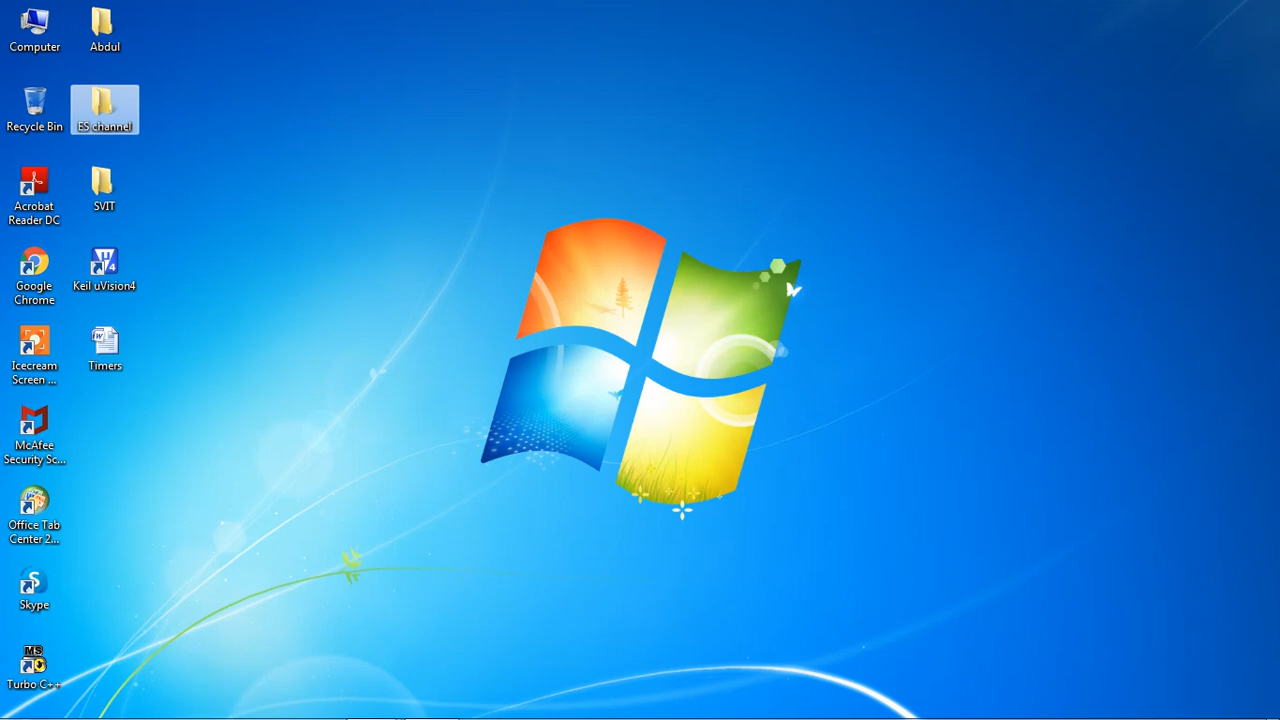 Computer
Abdul
Recycle Bin
ES channel
Acrobat
Reader DC
SVIT
Google
Chrome
Keil uVision4
Icecream
Screen ...
Timers
McAfee
Security Sc...
Office Tab
Center 2...
Skype
MS
Turbo C++